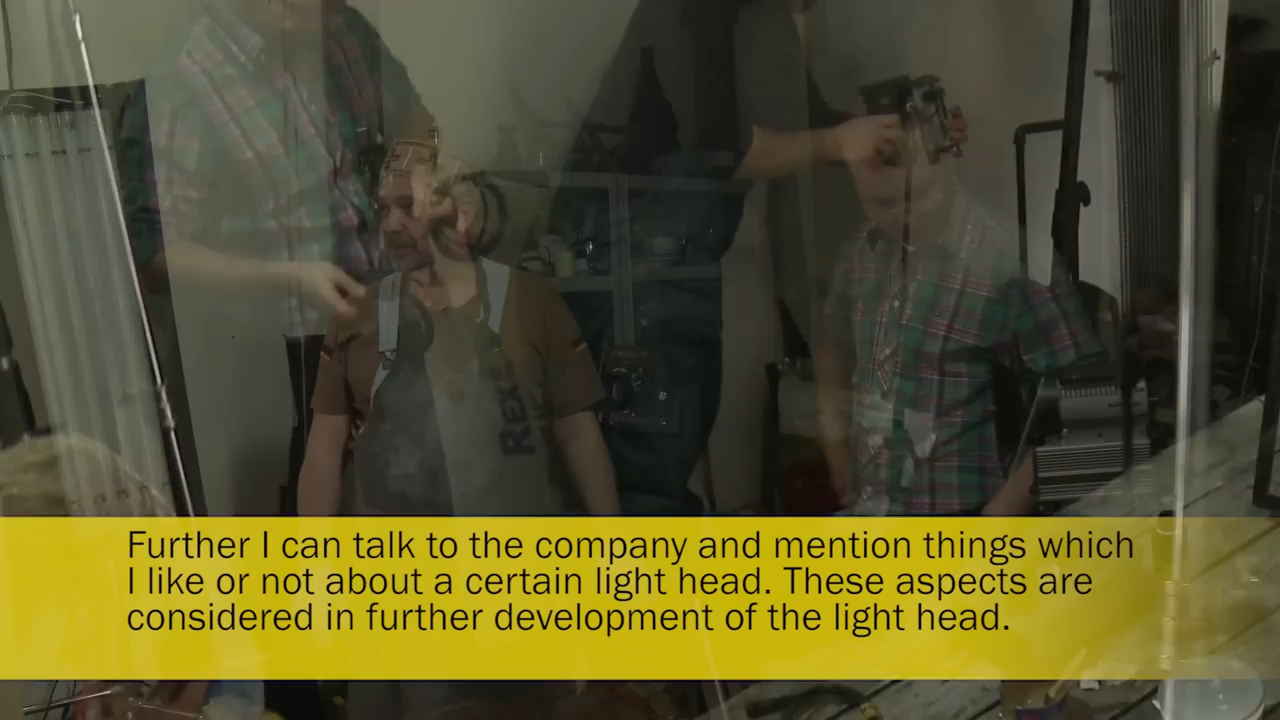 Further I can talk to the company and mention things which
I like or not about a certain light head. These aspects are
considered in further development of the light head.